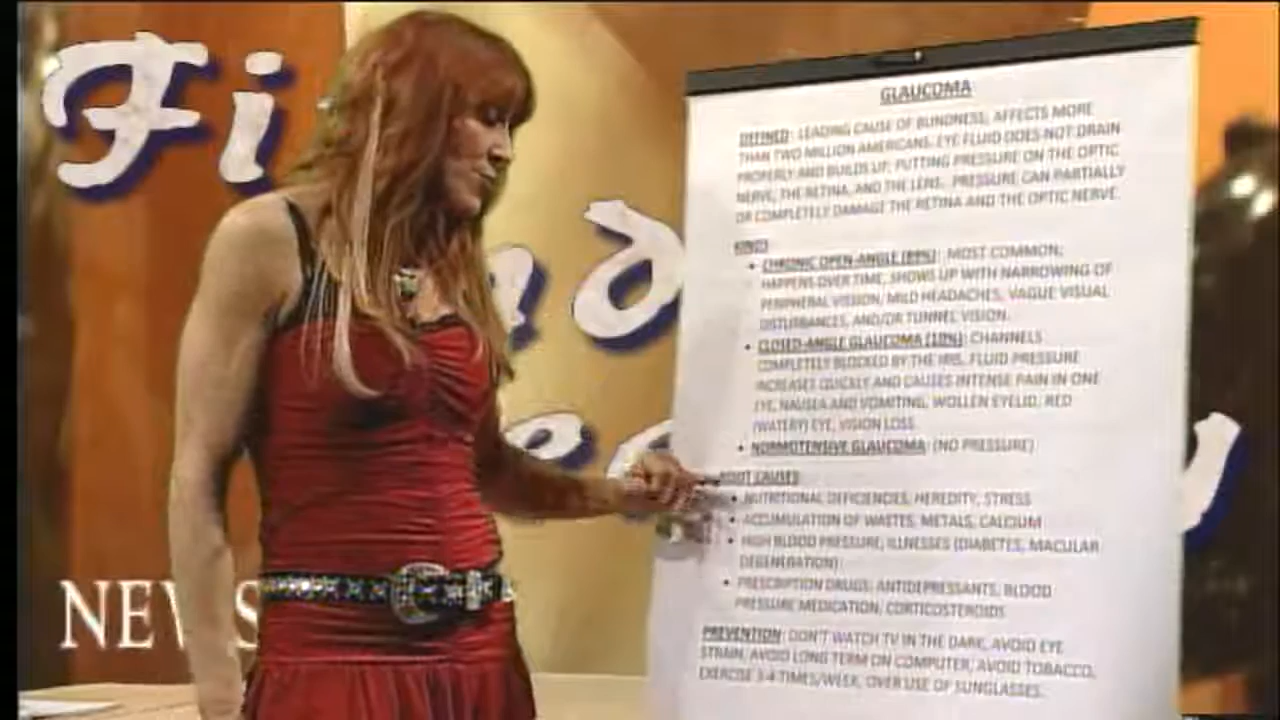 Fi
nd
NEWS
GLAUCOMA
DEFINED: LEADING CAUSE OF BLINDNESS, AFFECTS MORE
THAN TWO MILLION AMERICANS. EYE FLUID DOES NOT DRAIN
PROPERLY AND BUILDS UP, PUTTING PRESSURE ON THE OPTIC
NERVE, THE RETINA, AND THE LENS. PRESSURE CAN PARTIALLY
OR COMPLETELY DAMAGE THE RETINA AND THE OPTIC NERVE.
KINDS
• CHRONIC OPEN-ANGLE (89%): MOST COMMON;
HAPPENS OVER TIME, SHOWS UP WITH NARROWING OF
PERIPHERAL VISION, MILD HEADACHES, VAGUE VISUAL
DISTURBANCES, AND/OR TUNNEL VISION.
• CLOSED-ANGLE GLAUCOMA (10%): CHANNELS
COMPLETELY BLOCKED BY THE IRIS. FLUID PRESSURE
INCREASES QUICKLY AND CAUSES INTENSE PAIN IN ONE
EYE, NAUSEA AND VOMITING, WOLLEN EYELID, RED
(WATERY) EYE, VISION LOSS
• NORMOTENSIVE GLAUCOMA: (NO PRESSURE)
ROOT CAUSES
• NUTRITIONAL DEFICIENCIES, HEREDITY, STRESS
• ACCUMULATION OF WASTES, METALS, CALCIUM
• HIGH BLOOD PRESSURE, ILLNESSES (DIABETES, MACULAR
DEGENERATION)
• PRESCRIPTION DRUGS: ANTIDEPRESSANTS, BLOOD
PRESSURE MEDICATION, CORTICOSTEROIDS
PREVENTION: DON'T WATCH TV IN THE DARK, AVOID EYE
STRAIN, AVOID LONG TERM ON COMPUTER, AVOID TOBACCO,
EXERCISE 3-4 TIMES/WEEK, OVER USE OF SUNGLASSES.